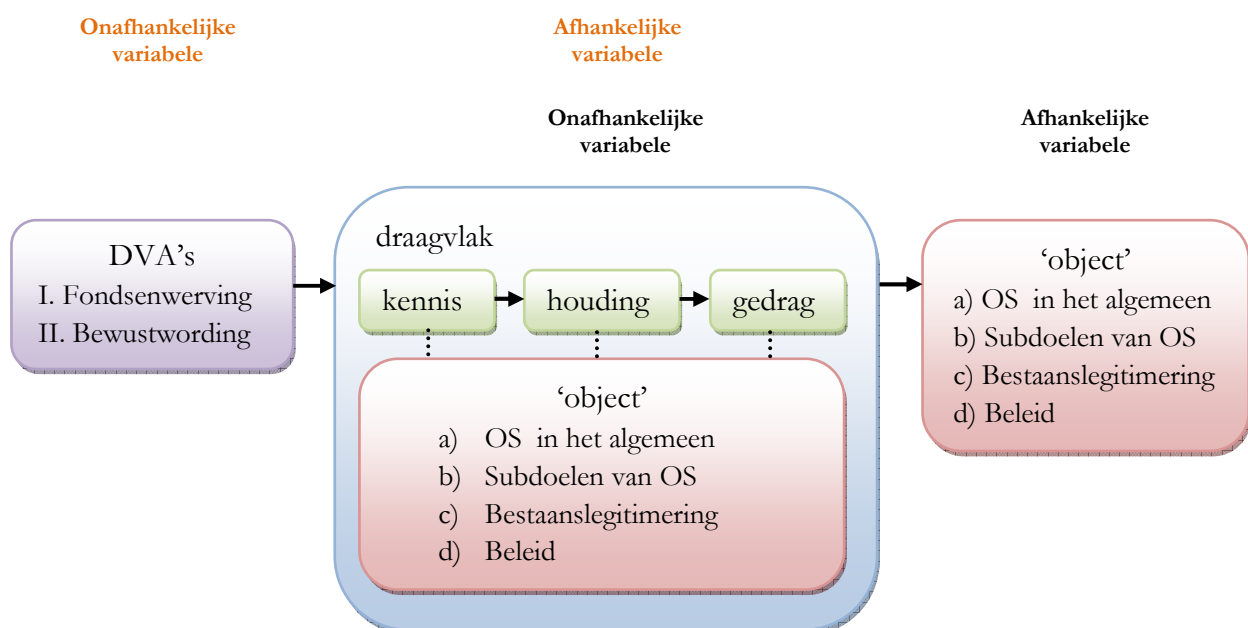 Onafhankelijke
variabele
Afhankelijke
variabele
Onafhankelijke
variabele
Afhankelijke
variabele
DVA's
I. Fondsenwerving
II. Bewustwording
draagvlak
kennis
houding
gedrag
‘object’
a) OS in het algemeen
b) Subdoelen van OS
c) Bestaanslegitimering
d) Beleid
‘object’
a) OS in het algemeen
b) Subdoelen van OS
c) Bestaanslegitimering
d) Beleid